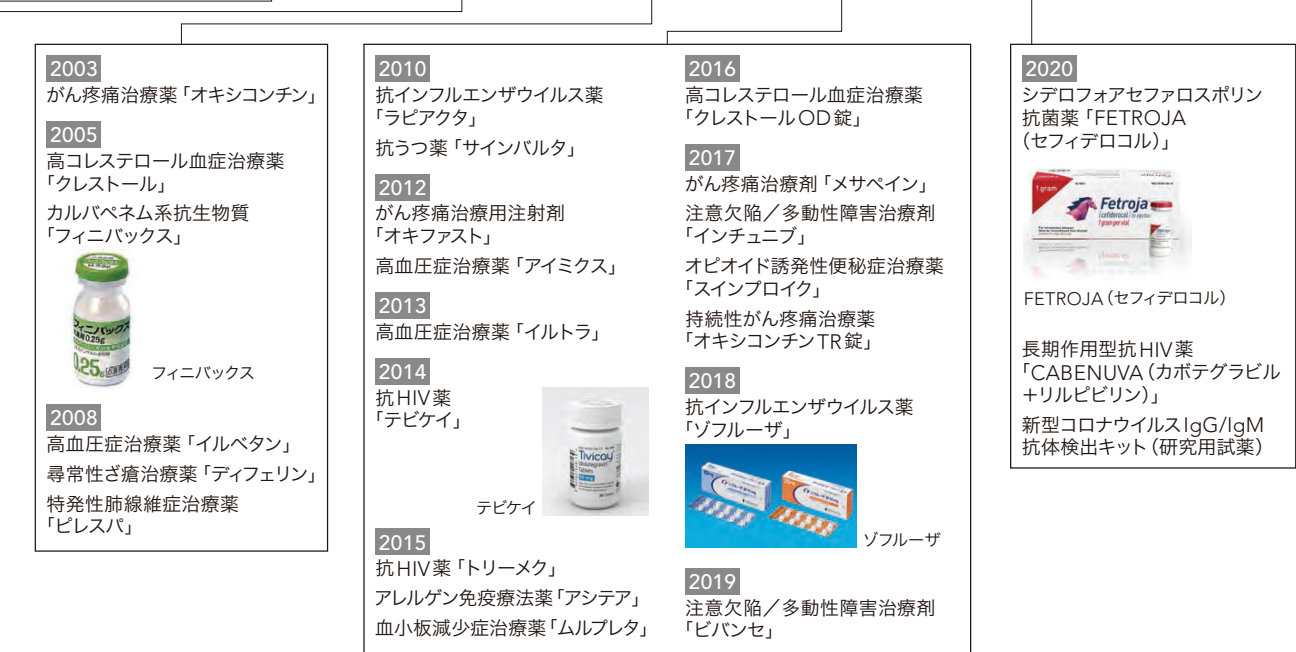 2003
がん疼痛治療薬「オキシコンチン」
2005
高コレステロール血症治療薬
「クレストール」
カルバペネム系抗生物質
「フィニバックス」
フィニバックス
0.25g
フィニバックス
2008
高血圧症治療薬「イルベタン」
尋常性ざ瘡治療薬「ディフェリン」
特発性肺線維症治療薬
「ピレスパ」
2010
抗インフルエンザウイルス薬
「ラピアクタ」
抗うつ薬「サインバルタ」
2012
がん疼痛治療用注射剤
「オキファスト」
高血圧症治療薬「アイミクス」
2013
高血圧症治療薬「イルトラ」
2014
抗HIV薬
「テビケイ」
Tivicay
テビケイ
2015
抗HIV薬「トリーメク」
アレルゲン免疫療法薬「アシテア」
血小板減少症治療薬「ムルプレタ」
2016
高コレステロール血症治療薬
「クレストールOD錠」
2017
がん疼痛治療剤「メサペイン」
注意欠陥／多動性障害治療剤
「インチュニブ」
オピオイド誘発性便秘症治療薬
「スインプロイク」
持続性がん疼痛治療薬
「オキシコンチンTR錠」
2018
抗インフルエンザウイルス薬
「ゾフルーザ」
ゾフルーザ
2019
注意欠陥／多動性障害治療剤
「ビバンセ」
2020
シデロフォアセファロスポリン
抗菌薬「FETROJA
（セフィデロコル）」
1 gram
Fetroja
1 gram per vial
FETROJA（セフィデロコル）
長期作用型抗HIV薬
「CABENUVA（カボテグラビル
＋リルピビリン）」
新型コロナウイルスIgG/IgM
抗体検出キット（研究用試薬）